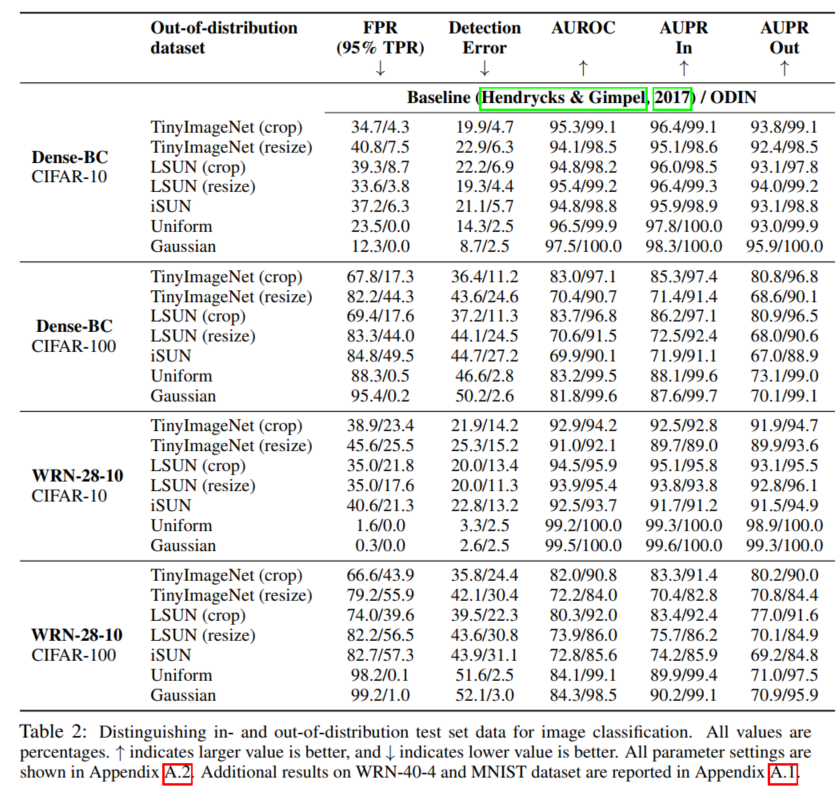 Out-of-distribution dataset FPR (95% TPR) ↓ Detection Error ↓ AUROC ↑ AUPR In ↑ AUPR Out ↑
Baseline (Hendrycks & Gimpel, 2017) / ODIN
Dense-BC CIFAR-10
TinyImageNet (crop) 34.7/4.3 19.9/4.7 95.3/99.1 96.4/99.1 93.8/99.1
TinyImageNet (resize) 40.8/7.5 22.9/6.3 94.1/98.5 95.1/98.6 92.4/98.5
LSUN (crop) 39.3/8.7 22.2/6.9 94.8/98.2 96.0/98.5 93.1/97.8
LSUN (resize) 33.6/3.8 19.3/4.4 95.4/99.2 96.4/99.3 94.0/99.2
iSUN 37.2/6.3 21.1/5.7 94.8/98.8 95.9/98.9 93.1/98.8
Uniform 23.5/0.0 14.3/2.5 96.5/99.9 97.8/100.0 93.0/99.9
Gaussian 12.3/0.0 8.7/2.5 97.5/100.0 98.3/100.0 95.9/100.0
Dense-BC CIFAR-100
TinyImageNet (crop) 67.8/17.3 36.4/11.2 83.0/97.1 85.3/97.4 80.8/96.8
TinyImageNet (resize) 82.2/44.3 43.6/24.6 70.4/90.7 71.4/91.4 68.6/90.1
LSUN (crop) 69.4/17.6 37.2/11.3 83.7/96.8 86.2/97.1 80.9/96.5
LSUN (resize) 83.3/44.0 44.1/24.5 70.6/91.5 72.5/92.4 68.0/90.6
iSUN 84.8/49.5 44.7/27.2 69.9/90.1 71.9/91.1 67.0/88.9
Uniform 88.3/0.5 46.6/2.8 83.2/99.5 88.1/99.6 73.1/99.0
Gaussian 95.4/0.2 50.2/2.6 81.8/99.6 87.6/99.7 70.1/99.1
WRN-28-10 CIFAR-10
TinyImageNet (crop) 38.9/23.4 21.9/14.2 92.9/94.2 92.5/92.8 91.9/94.7
TinyImageNet (resize) 45.6/25.5 25.3/15.2 91.0/92.1 89.7/89.0 89.9/93.6
LSUN (crop) 35.0/21.8 20.0/13.4 94.5/95.9 95.1/95.8 93.1/95.5
LSUN (resize) 35.0/17.6 20.0/11.3 93.9/95.4 93.8/93.8 92.8/96.1
iSUN 40.6/21.3 22.8/13.2 92.5/93.7 91.7/91.2 91.5/94.9
Uniform 1.6/0.0 3.3/2.5 99.2/100.0 99.3/100.0 98.9/100.0
Gaussian 0.3/0.0 2.6/2.5 99.5/100.0 99.6/100.0 99.3/100.0
WRN-28-10 CIFAR-100
TinyImageNet (crop) 66.6/43.9 35.8/24.4 82.0/90.8 83.3/91.4 80.2/90.0
TinyImageNet (resize) 79.2/55.9 42.1/30.4 72.2/84.0 70.4/82.8 70.8/84.4
LSUN (crop) 74.0/39.6 39.5/22.3 80.3/92.0 83.4/92.4 77.0/91.6
LSUN (resize) 82.2/56.5 43.6/30.8 73.9/86.0 75.7/86.2 70.1/84.9
iSUN 82.7/57.3 43.9/31.1 72.8/85.6 74.2/85.9 69.2/84.8
Uniform 98.2/0.1 51.6/2.5 84.1/99.1 89.9/99.4 71.0/97.5
Gaussian 99.2/1.0 52.1/3.0 84.3/98.5 90.2/99.1 70.9/95.9
Table 2: Distinguishing in- and out-of-distribution test set data for image classification. All values are
percentages. ↑ indicates larger value is better, and ↓ indicates lower value is better. All parameter settings are
shown in Appendix A.2. Additional results on WRN-40-4 and MNIST dataset are reported in Appendix A.1.